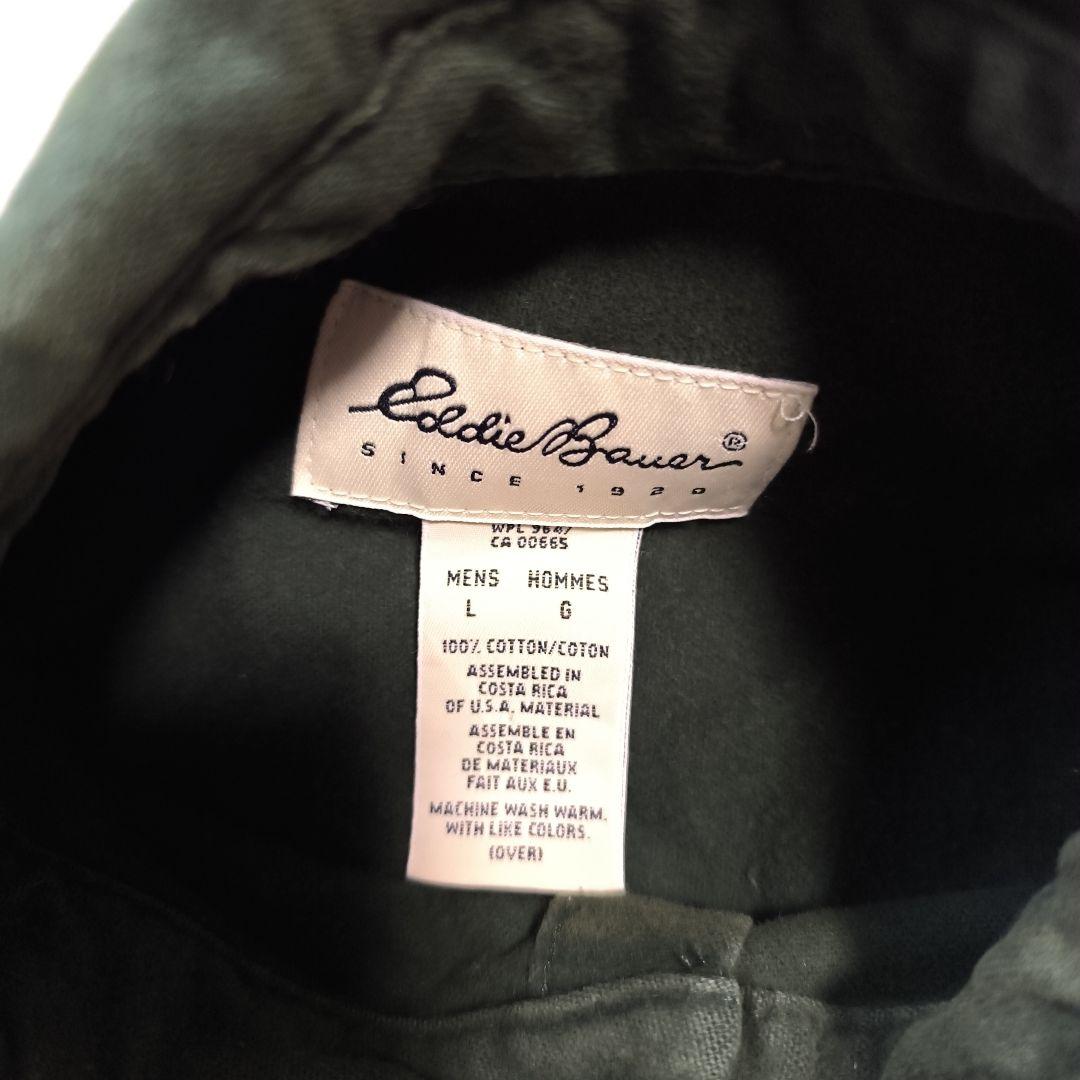 Eddie Bauer®
SINCE 1920
WPL 9647
CA 00665
MENS HOMMES
L G
100% COTTON/COTON
ASSEMBLED IN
COSTA RICA
OF U.S.A. MATERIAL
ASSEMBLE EN
COSTA RICA
DE MATERIAUX
FAIT AUX E.U.
MACHINE WASH WARM.
WITH LIKE COLORS.
(OVER)